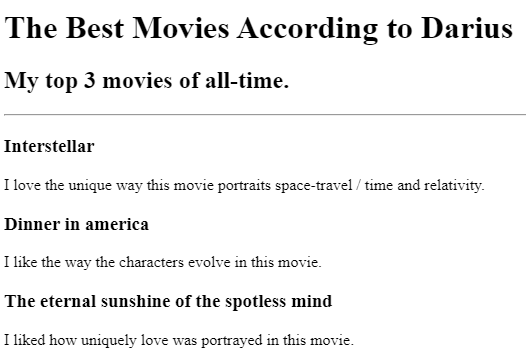 The Best Movies According to Darius
My top 3 movies of all-time.
Interstellar
I love the unique way this movie portraits space-travel / time and relativity.
Dinner in america
I like the way the characters evolve in this movie.
The eternal sunshine of the spotless mind
I liked how uniquely love was portrayed in this movie.